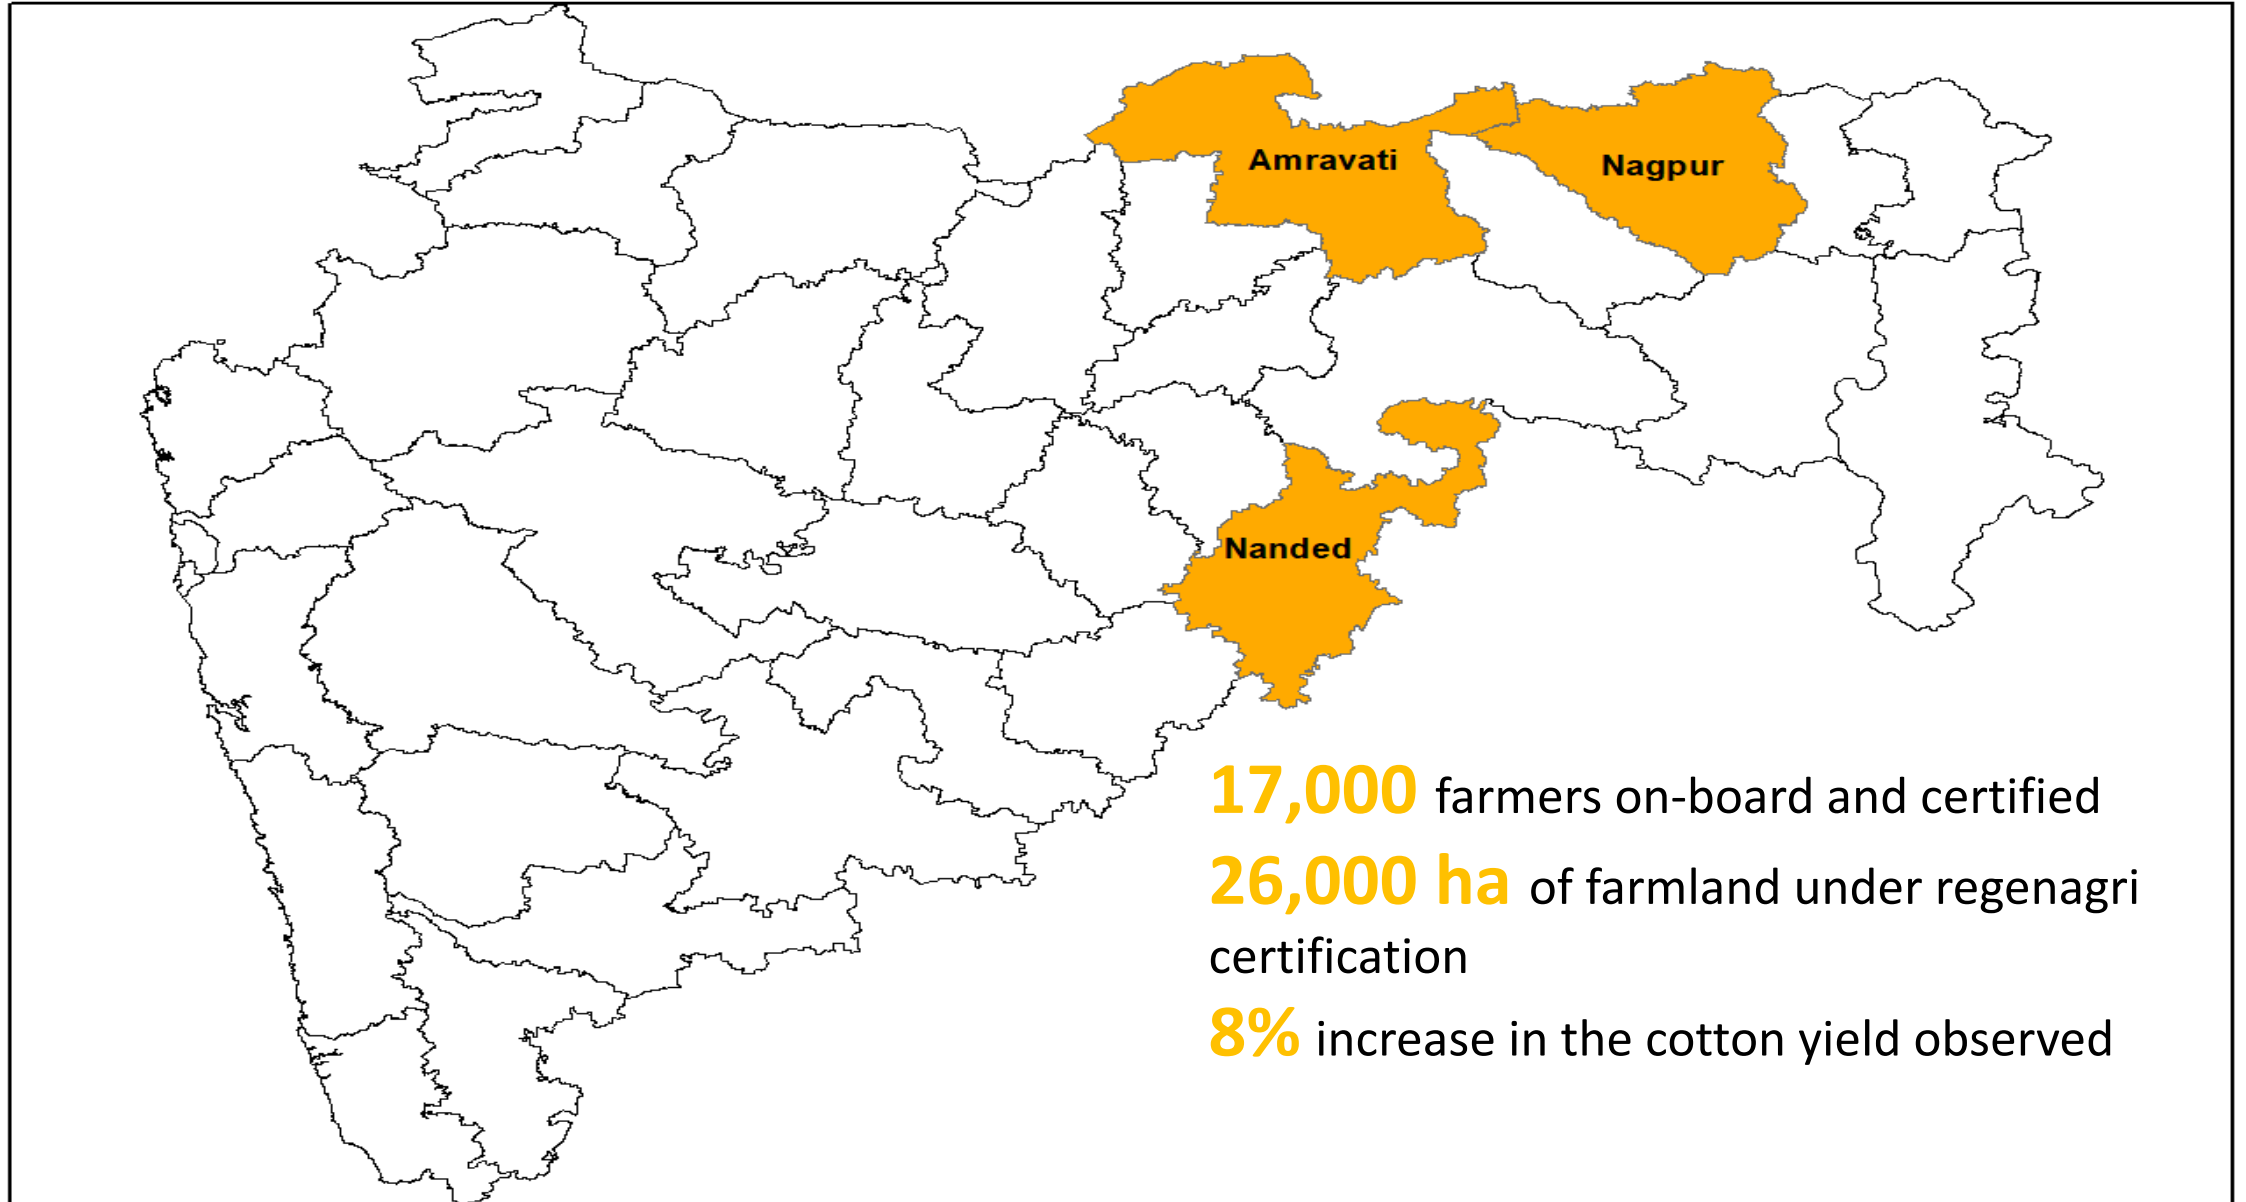 Amravati
Nagpur
Nanded
17,000 farmers on-board and certified
26,000 ha of farmland under regenagri
certification
8% increase in the cotton yield observed